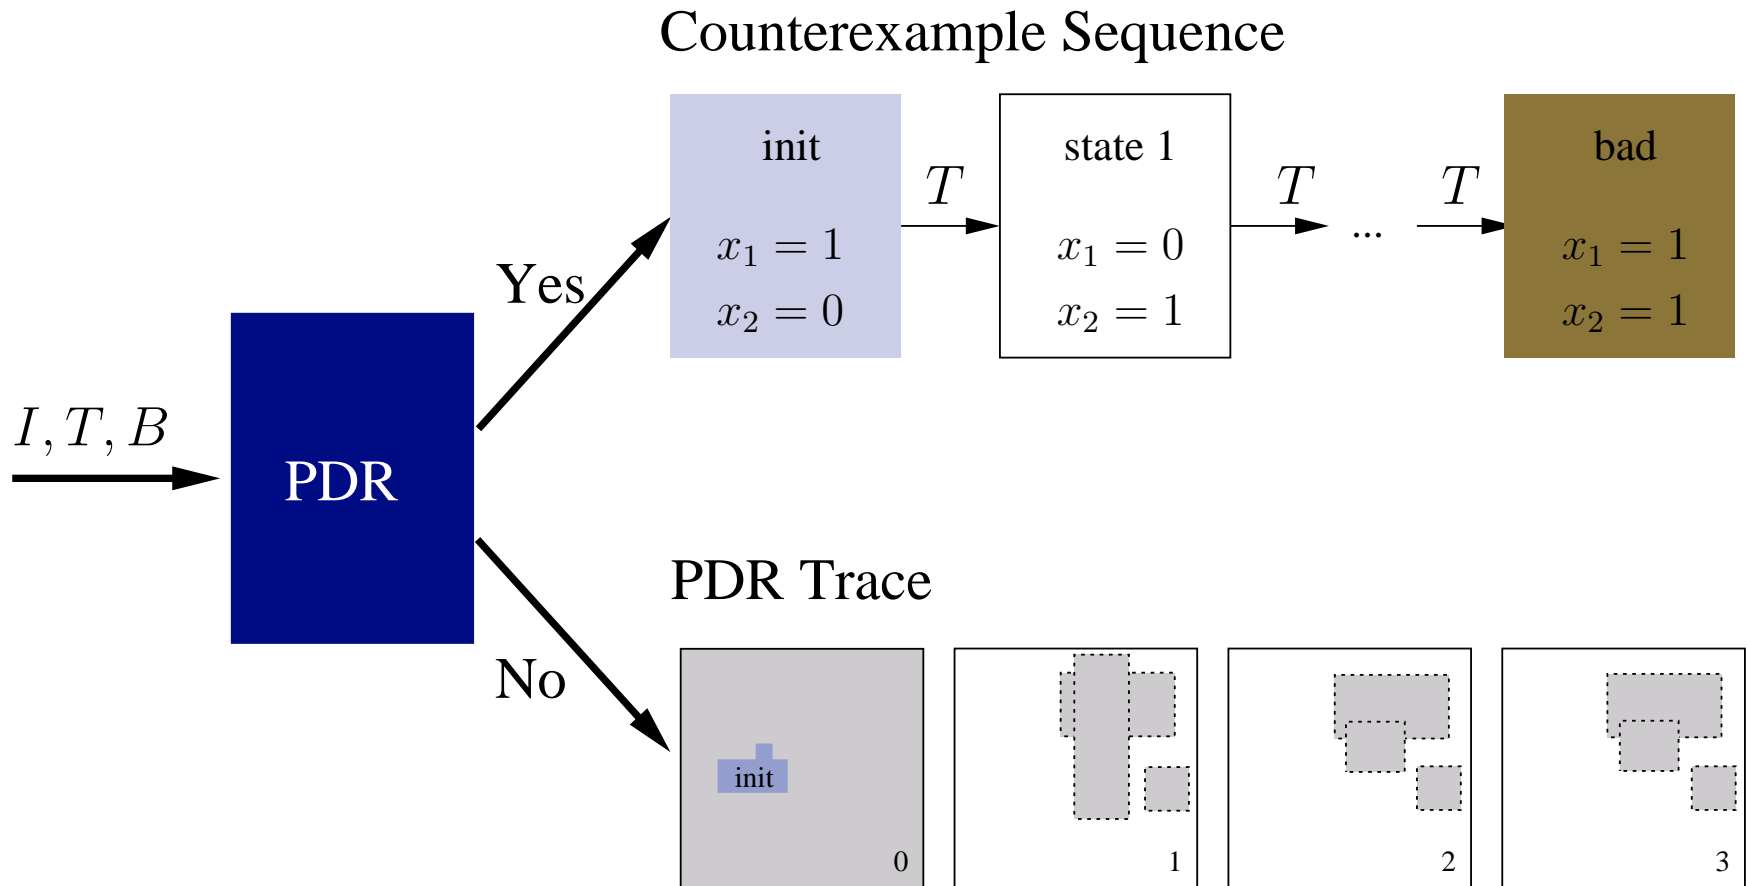 Counterexample Sequence
init
x₁ = 1
x₂ = 0
T
state 1
x₁ = 0
x₂ = 1
T
...
T
bad
x₁ = 1
x₂ = 1
Yes
I, T, B
PDR
No
PDR Trace
init
0
1
2
3